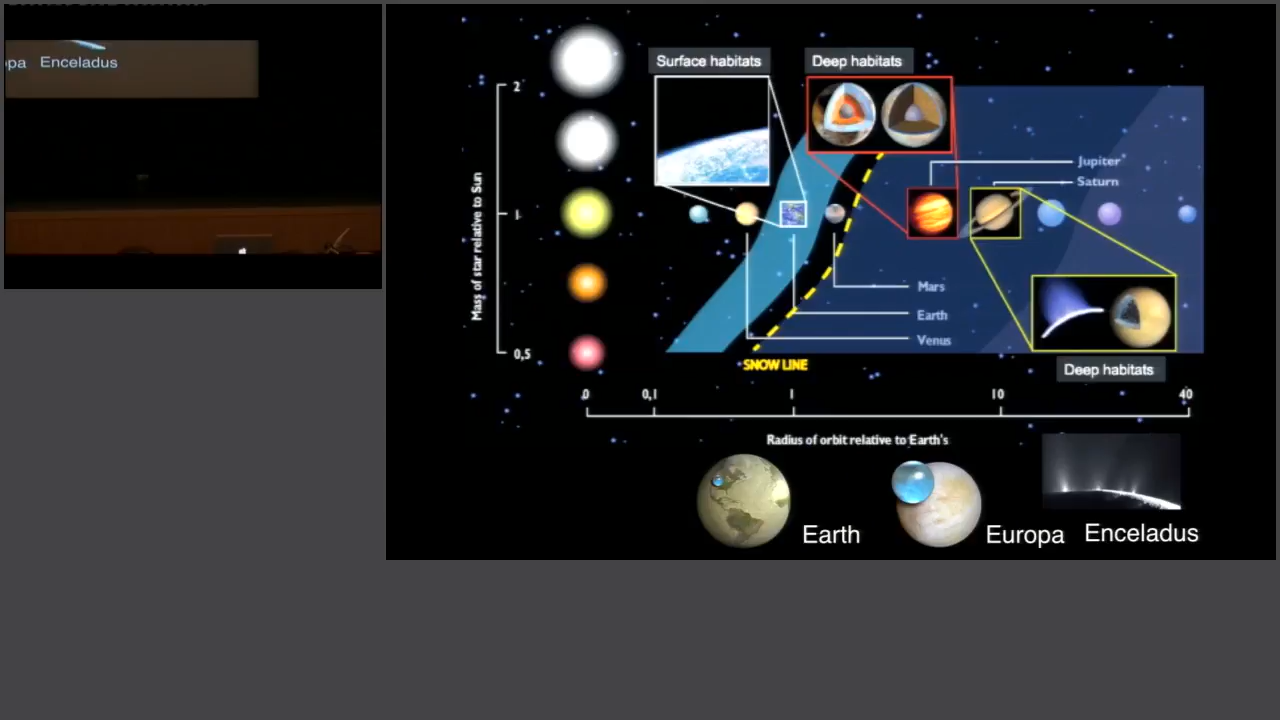 pa Enceladus
Surface habitats
Deep habitats
2
Jupiter
Saturn
1
Mass of star relative to Sun
Mars
Earth
Venus
0,5
SNOW LINE
Deep habitats
0
0,1
1
10
40
Radius of orbit relative to Earth's
Earth
Europa
Enceladus